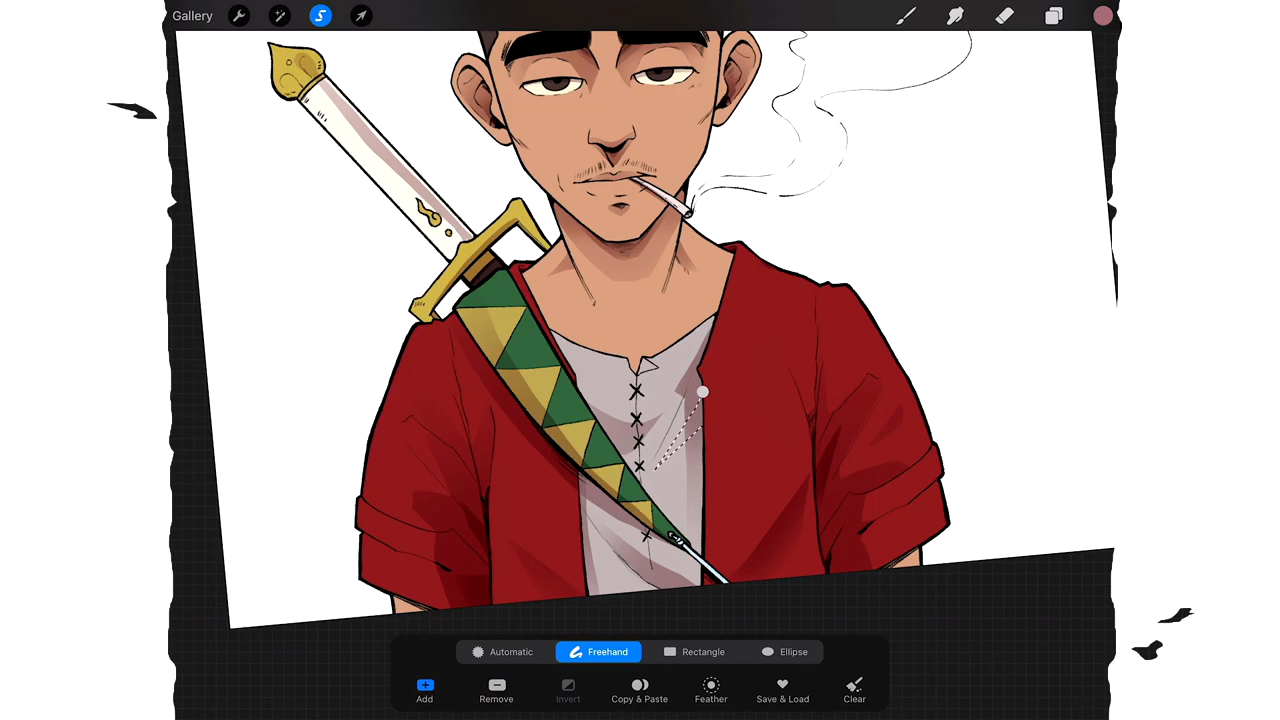 Gallery
Automatic
Freehand
Rectangle
Ellipse
Add
Remove
Invert
Copy & Paste
Feather
Save & Load
Clear